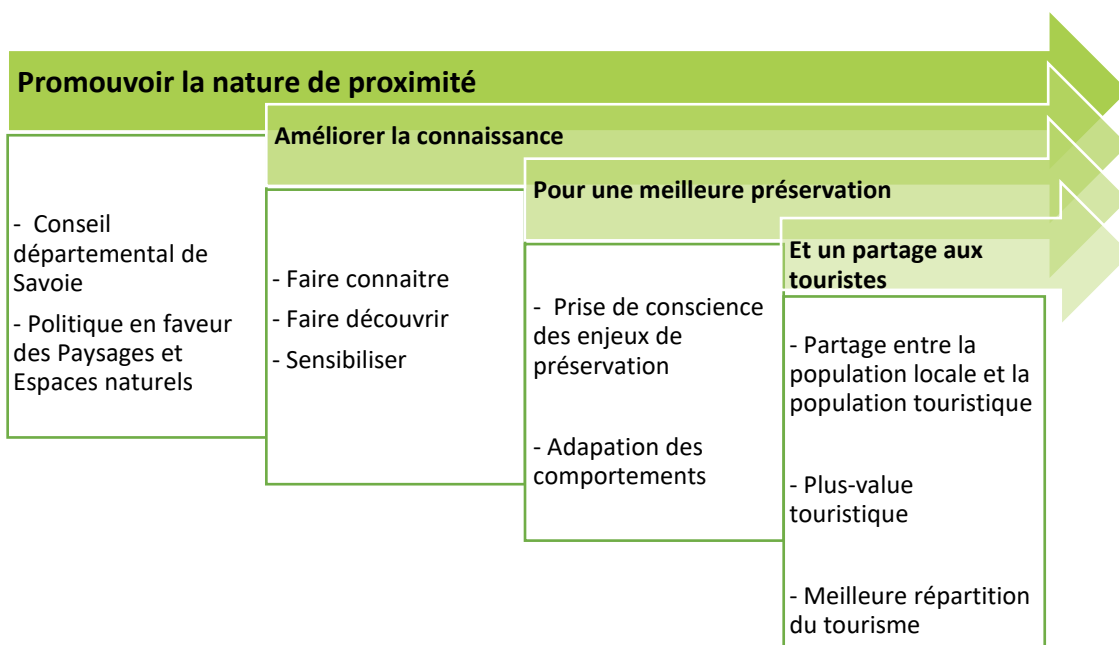 Promouvoir la nature de proximité
- Conseil
départemental de
Savoie
- Politique en faveur
des Paysages et
Espaces naturels
Améliorer la connaissance
- Faire connaitre
- Faire découvrir
- Sensibiliser
Pour une meilleure préservation
- Prise de conscience
des enjeux de
préservation
- Adapation des
comportements
Et un partage aux
touristes
- Partage entre la
population locale et la
population touristique
- Plus-value
touristique
- Meilleure répartition
du tourisme